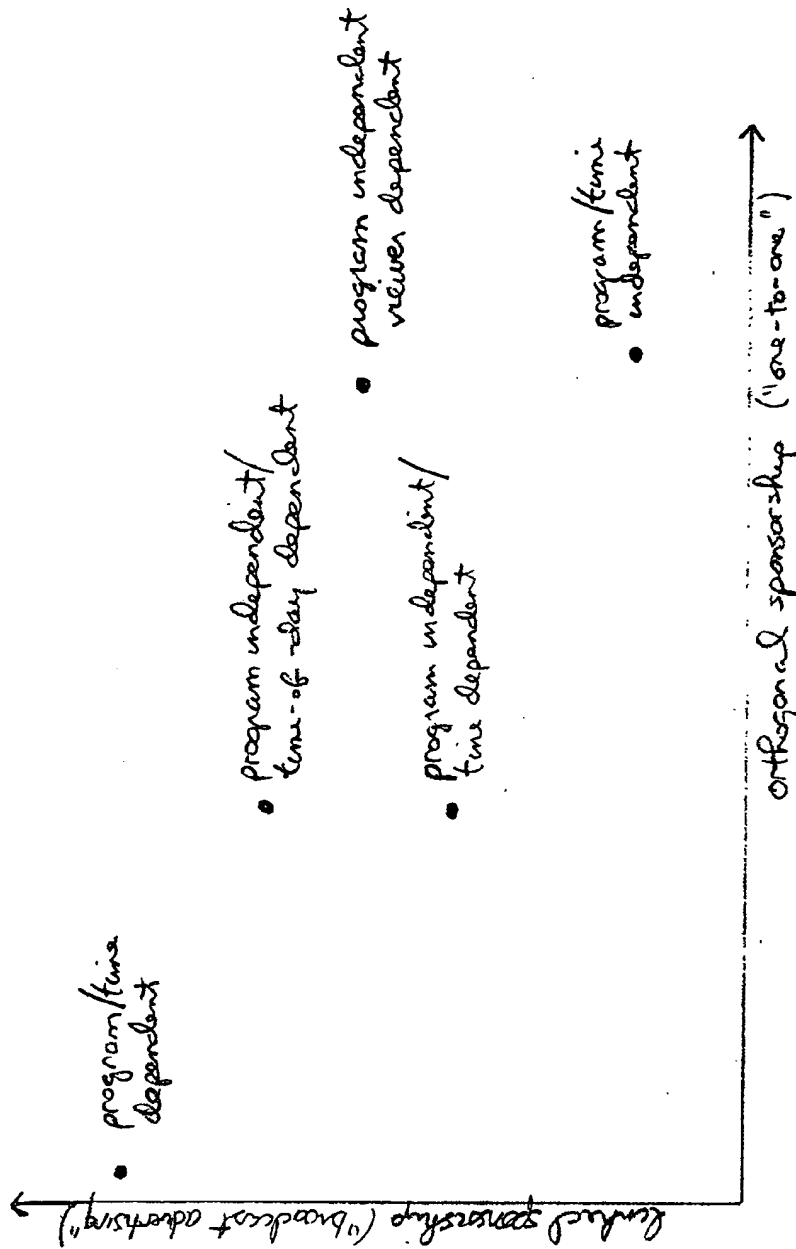 linked sponsorship ("broadcast advertising")
program/time
dependent
program independent/
time-of-day dependent
program independent
viewer dependent
program independent/
time dependent
program/time
independent
orthogonal sponsorship ("one-to-one")